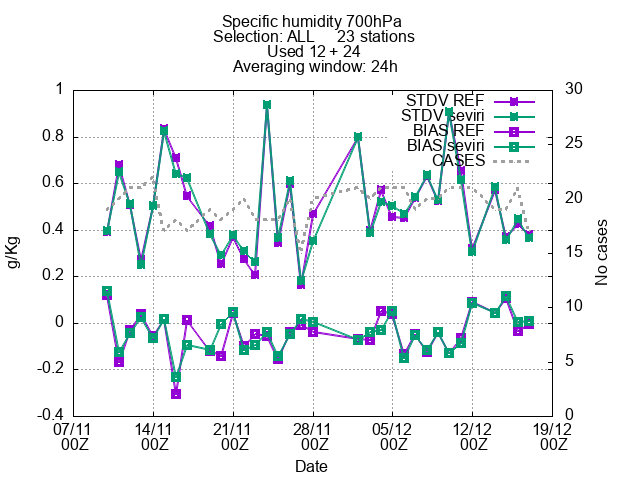 Specific humidity 700hPa
Selection: ALL 23 stations
Used 12 + 24
Averaging window: 24h
1 30
STDV REF
STDV seviri
BIAS REF
BIAS seviri
CASES
0.8 25
0.6 20
0.4 15
0.2 10
0 5
-0.2 0
-0.4
g/Kg
No cases
07/11 14/11 21/11 28/11 05/12 12/12 19/12
00Z 00Z 00Z 00Z 00Z 00Z 00Z
Date